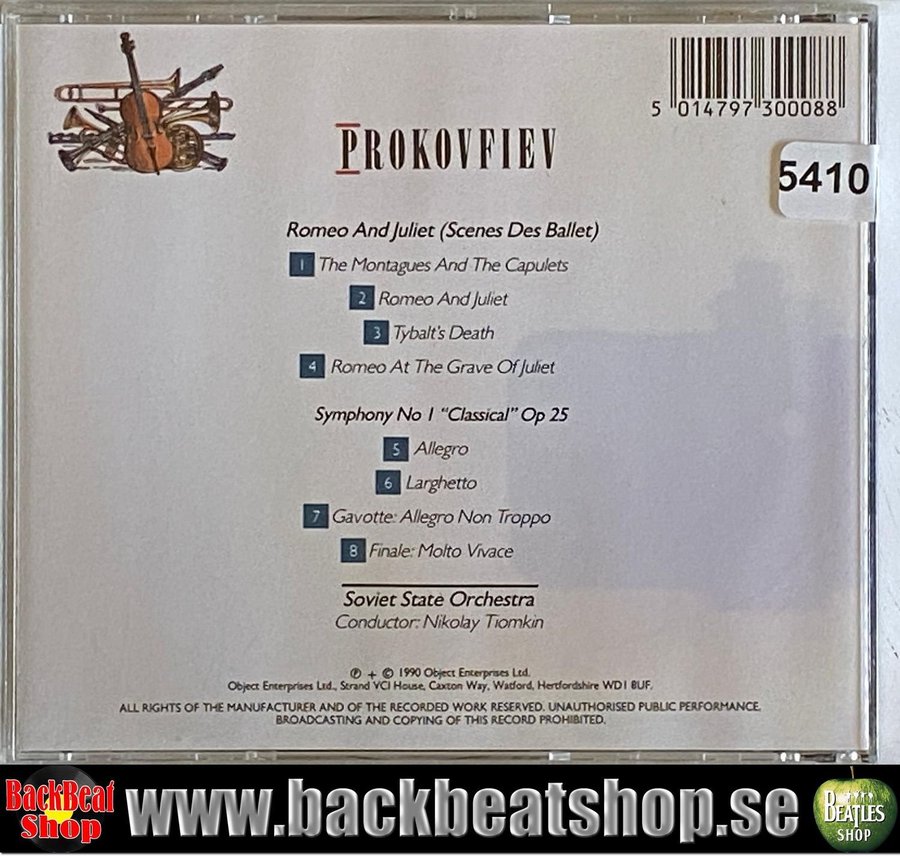 5 014797 300088
PROKOVFIEV
5410
Romeo And Juliet (Scenes Des Ballet)
1 The Montagues And The Capulets
2 Romeo And Juliet
3 Tybalt's Death
4 Romeo At The Grave Of Juliet
Symphony No 1 "Classical" Op 25
5 Allegro
6 Larghetto
7 Gavotte: Allegro Non Troppo
8 Finale: Molto Vivace
Soviet State Orchestra
Conductor: Nikolay Tiomkin
℗ + © 1990 Object Enterprises Ltd.
Object Enterprises Ltd., Strand VCI House, Caxton Way, Watford, Hertfordshire WD1 8UF.
ALL RIGHTS OF THE MANUFACTURER AND OF THE RECORDED WORK RESERVED. UNAUTHORISED PUBLIC PERFORMANCE,
BROADCASTING AND COPYING OF THIS RECORD PROHIBITED.
BackBeat
Shop
www.backbeatshop.se
BEATLES
SHOP